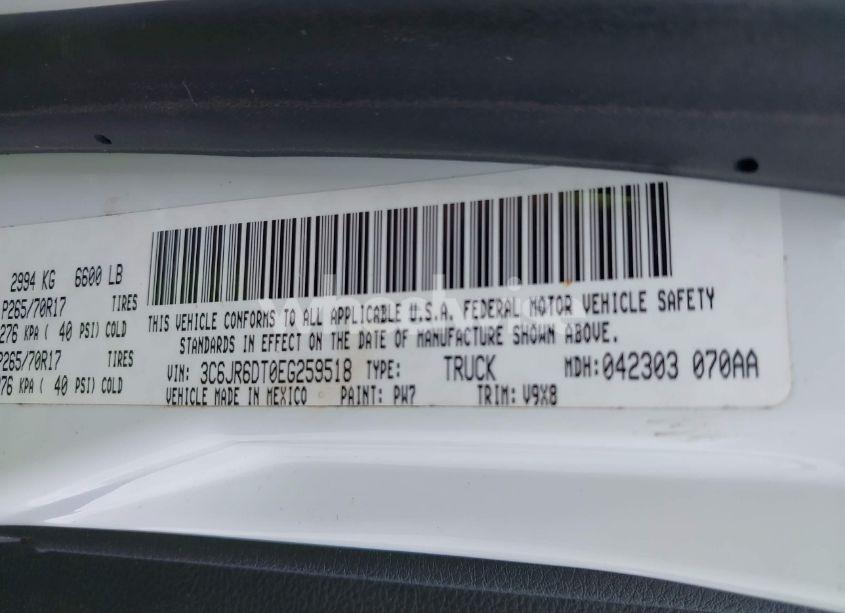 2994 KG 6600 LB
P265/70R17 TIRES
276 KPA ( 40 PSI) COLD
P265/70R17 TIRES
76 KPA ( 40 PSI) COLD
THIS VEHICLE CONFORMS TO ALL APPLICABLE U.S.A. FEDERAL MOTOR VEHICLE SAFETY
STANDARDS IN EFFECT ON THE DATE OF MANUFACTURE SHOWN ABOVE.
VIN: 3C6JR6DT0EG259518 TYPE: TRUCK MDH: 042303 070AA
VEHICLE MADE IN MEXICO PAINT: PW7 TRIM: V9X8